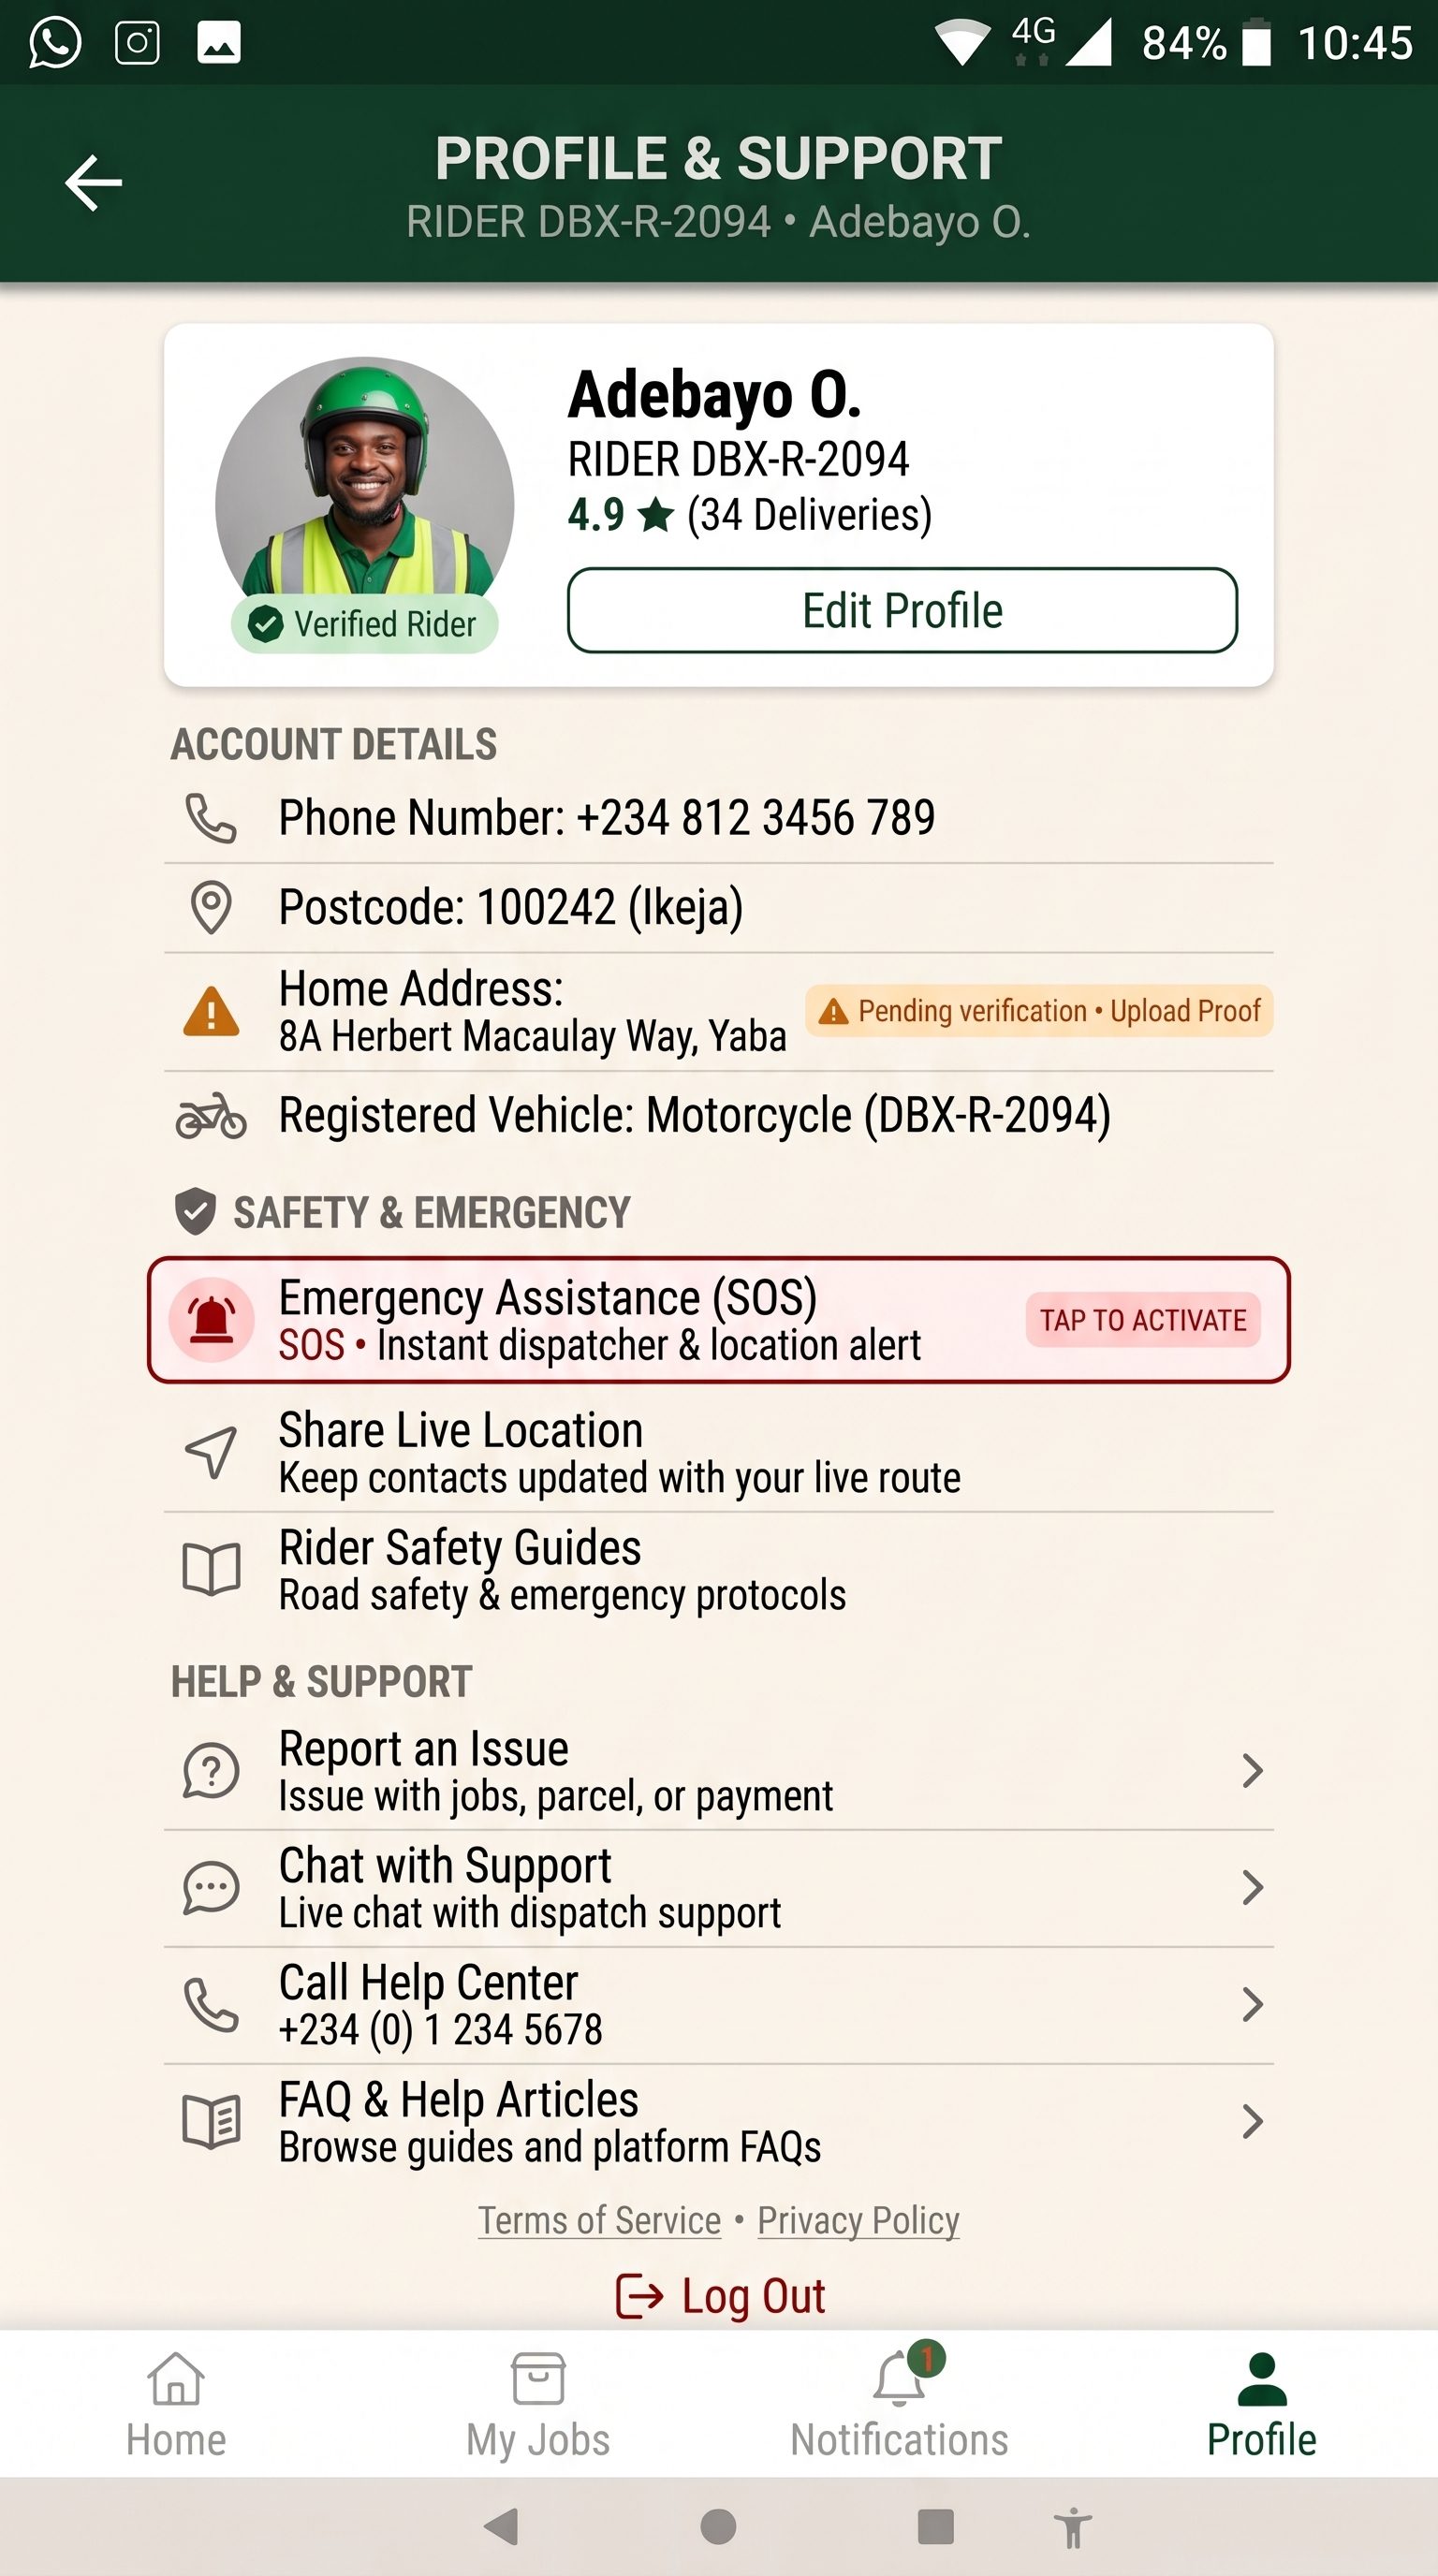 4G 84% 10:45
PROFILE & SUPPORT
RIDER DBX-R-2094 • Adebayo O.
Adebayo O.
RIDER DBX-R-2094
4.9 ★ (34 Deliveries)
Verified Rider
Edit Profile
ACCOUNT DETAILS
Phone Number: +234 812 3456 789
Postcode: 100242 (Ikeja)
Home Address:
8A Herbert Macaulay Way, Yaba
Pending verification • Upload Proof
Registered Vehicle: Motorcycle (DBX-R-2094)
SAFETY & EMERGENCY
Emergency Assistance (SOS)
SOS • Instant dispatcher & location alert
TAP TO ACTIVATE
Share Live Location
Keep contacts updated with your live route
Rider Safety Guides
Road safety & emergency protocols
HELP & SUPPORT
Report an Issue
Issue with jobs, parcel, or payment
Chat with Support
Live chat with dispatch support
Call Help Center
+234 (0) 1 234 5678
FAQ & Help Articles
Browse guides and platform FAQs
Terms of Service • Privacy Policy
Log Out
1
Home My Jobs Notifications Profile